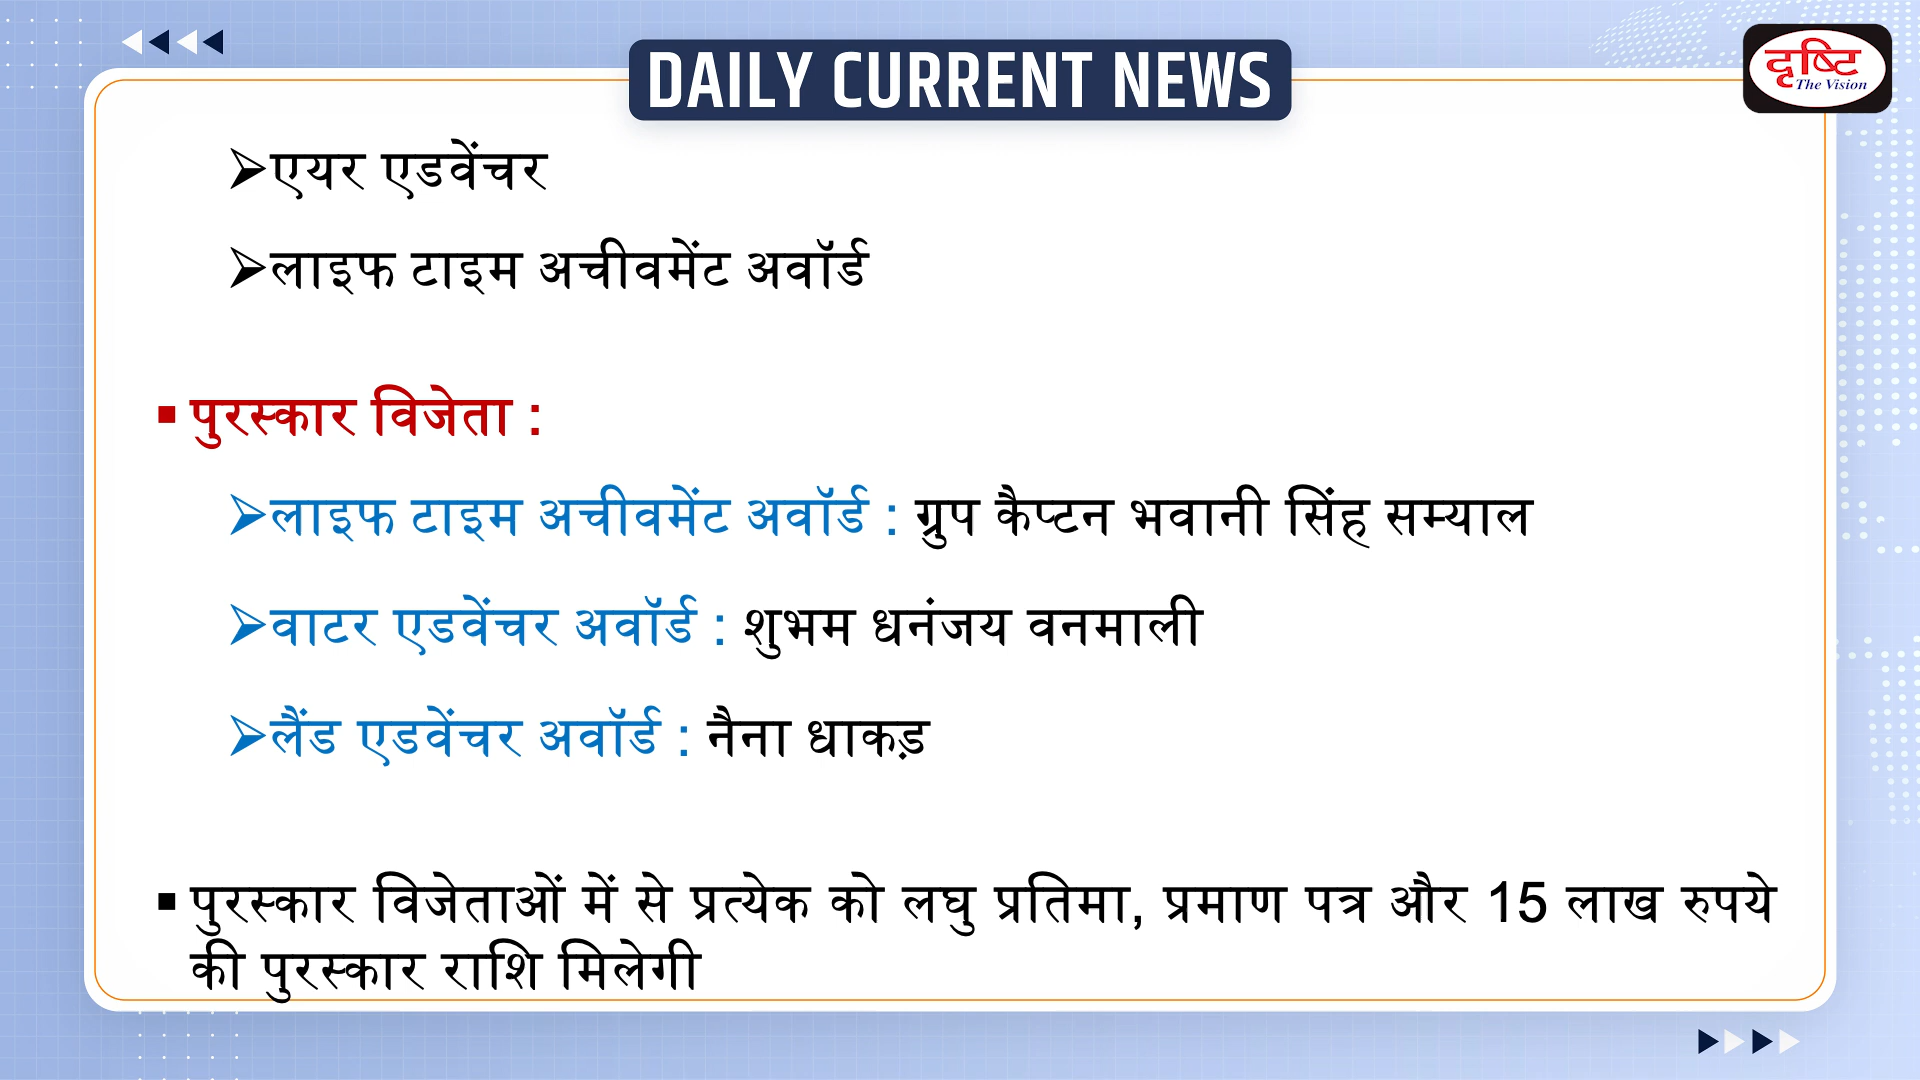 DAILY CURRENT NEWS
दृष्टि
The Vision
➢एयर एडवेंचर
➢लाइफ टाइम अचीवमेंट अवॉर्ड
▪ पुरस्कार विजेता :
➢लाइफ टाइम अचीवमेंट अवॉर्ड : ग्रुप कैप्टन भवानी सिंह सम्याल
➢वाटर एडवेंचर अवॉर्ड : शुभम धनंजय वनमाली
➢लैंड एडवेंचर अवॉर्ड : नैना धाकड़
▪ पुरस्कार विजेताओं में से प्रत्येक को लघु प्रतिमा, प्रमाण पत्र और 15 लाख रुपये
की पुरस्कार राशि मिलेगी